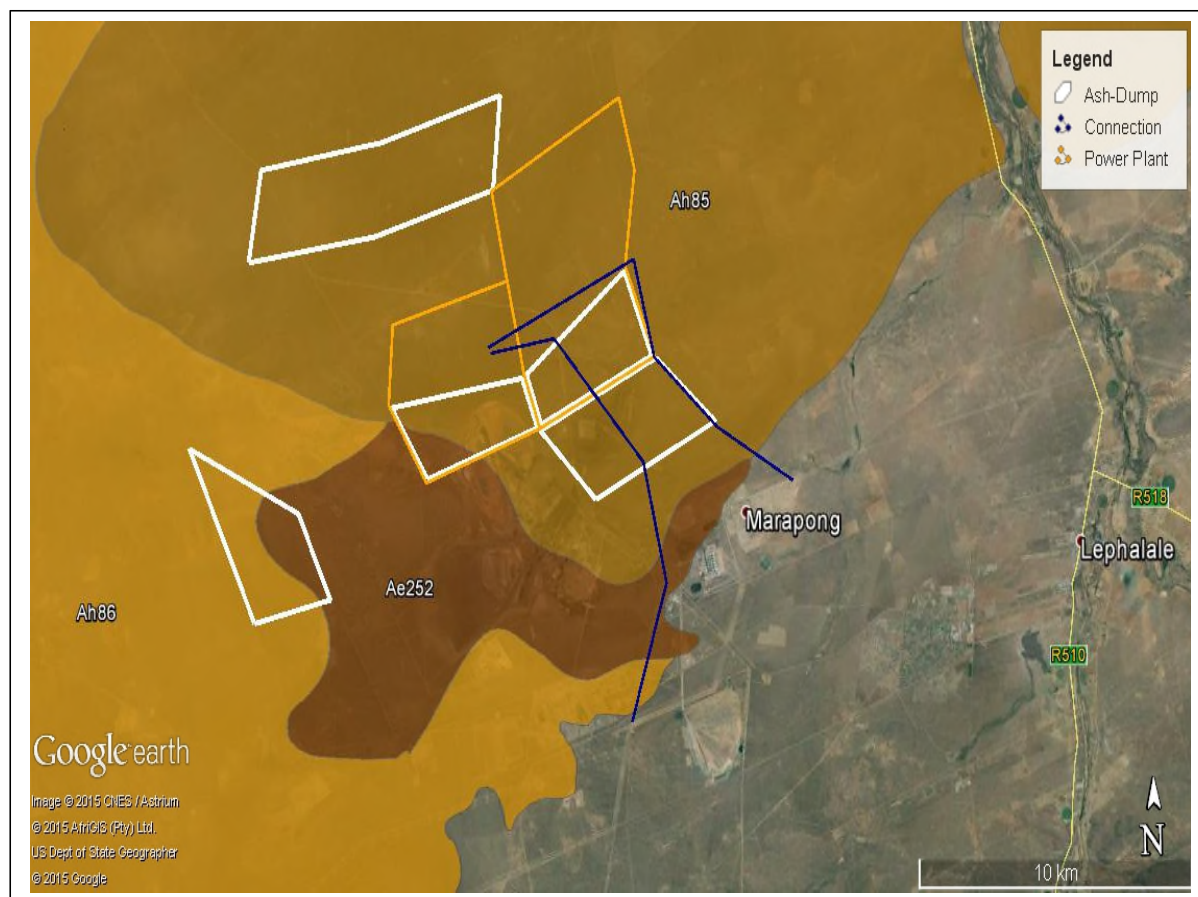 Legend
Ash-Dump
Connection
Power Plant
Ah85
Marapong
R518
Lephalale
Ae252
Ah86
R510
Google earth
Image © 2015 CNES / Astrium
© 2015 AfriGIS (Pty) Ltd.
US Dept of State Geographer
© 2015 Google
N
10 km